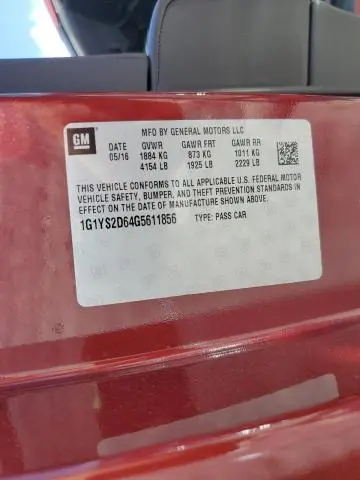 GM
MFD BY GENERAL MOTORS LLC
DATE GVWR GAWR FRT GAWR RR
05/16 1884 KG 873 KG 1011 KG
4154 LB 1925 LB 2229 LB
THIS VEHICLE CONFORMS TO ALL APPLICABLE U.S. FEDERAL MOTOR
VEHICLE SAFETY, BUMPER, AND THEFT PREVENTION STANDARDS IN
EFFECT ON THE DATE OF MANUFACTURE SHOWN ABOVE.
1G1YS2D64G5611856 TYPE: PASS CAR